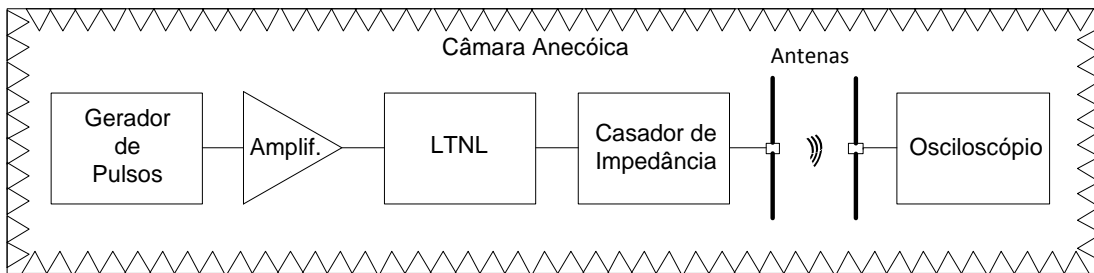 Câmara Anecóica
Antenas
Gerador
de
Pulsos
Amplif.
LTNL
Casador de
Impedância
Osciloscópio